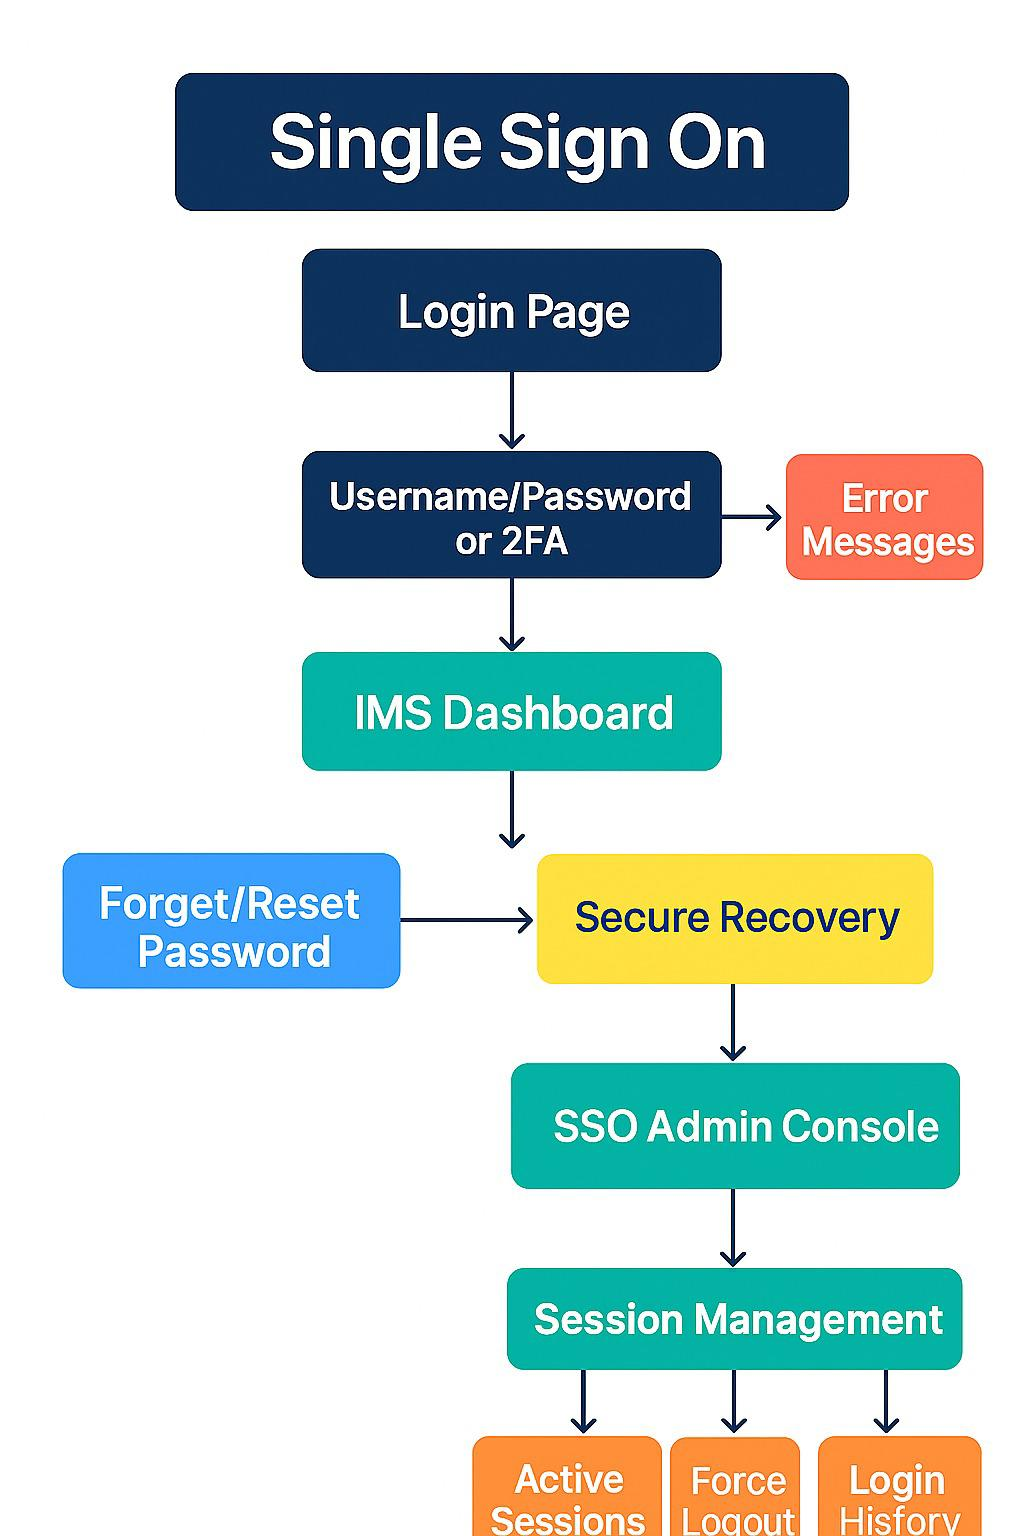 Single Sign On
Login Page
Username/Password
or 2FA
Error
Messages
IMS Dashboard
Forget/Reset
Password
Secure Recovery
SSO Admin Console
Session Management
Active
Sessions
Force
Logout
Login
Hisfory